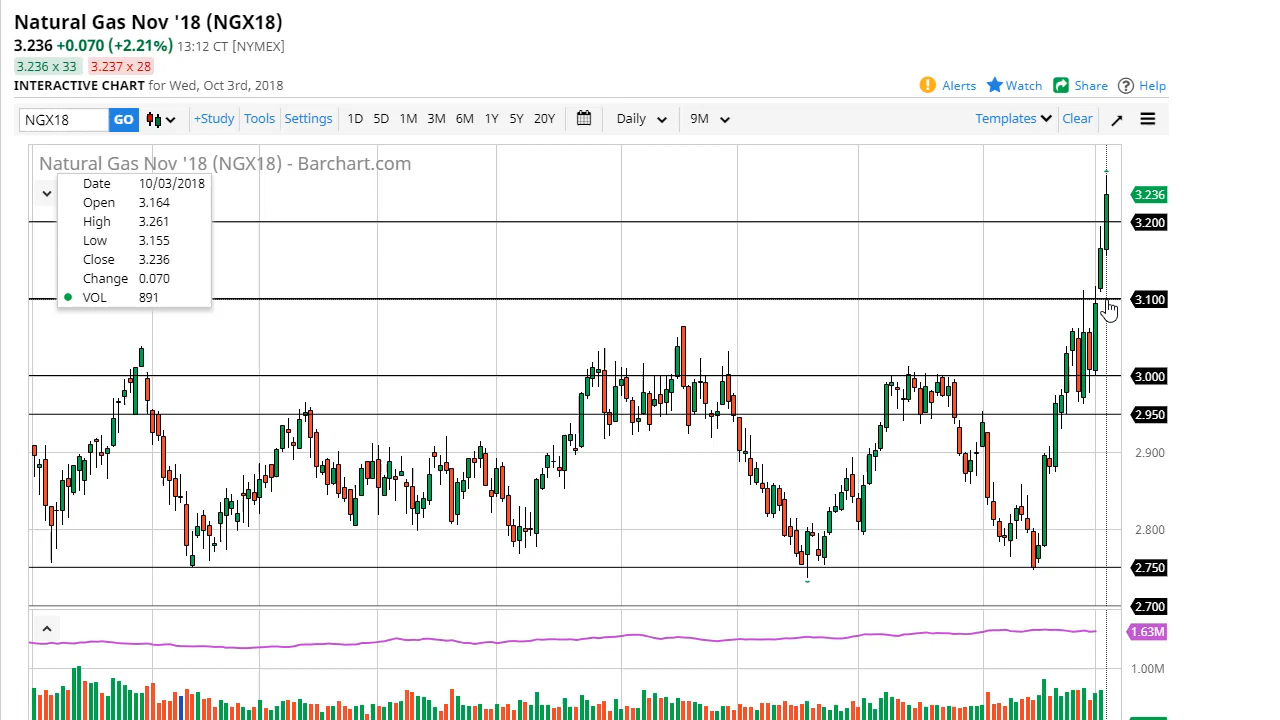 Natural Gas Nov '18 (NGX18)
3.236 +0.070 (+2.21%) 13:12 CT [NYMEX]
3.236 x 33 3.237 x 28
INTERACTIVE CHART for Wed, Oct 3rd, 2018
Alerts Watch Share Help
NGX18 GO +Study Tools Settings 1D 5D 1M 3M 6M 1Y 5Y 20Y Daily 9M Templates Clear
Natural Gas Nov '18 (NGX18) - Barchart.com
Date 10/03/2018
Open 3.164
High 3.261
Low 3.155
Close 3.236
Change 0.070
VOL 891
3.236
3.200
3.100
3.000
2.950
2.900
2.800
2.750
2.700
1.63M
1.00M